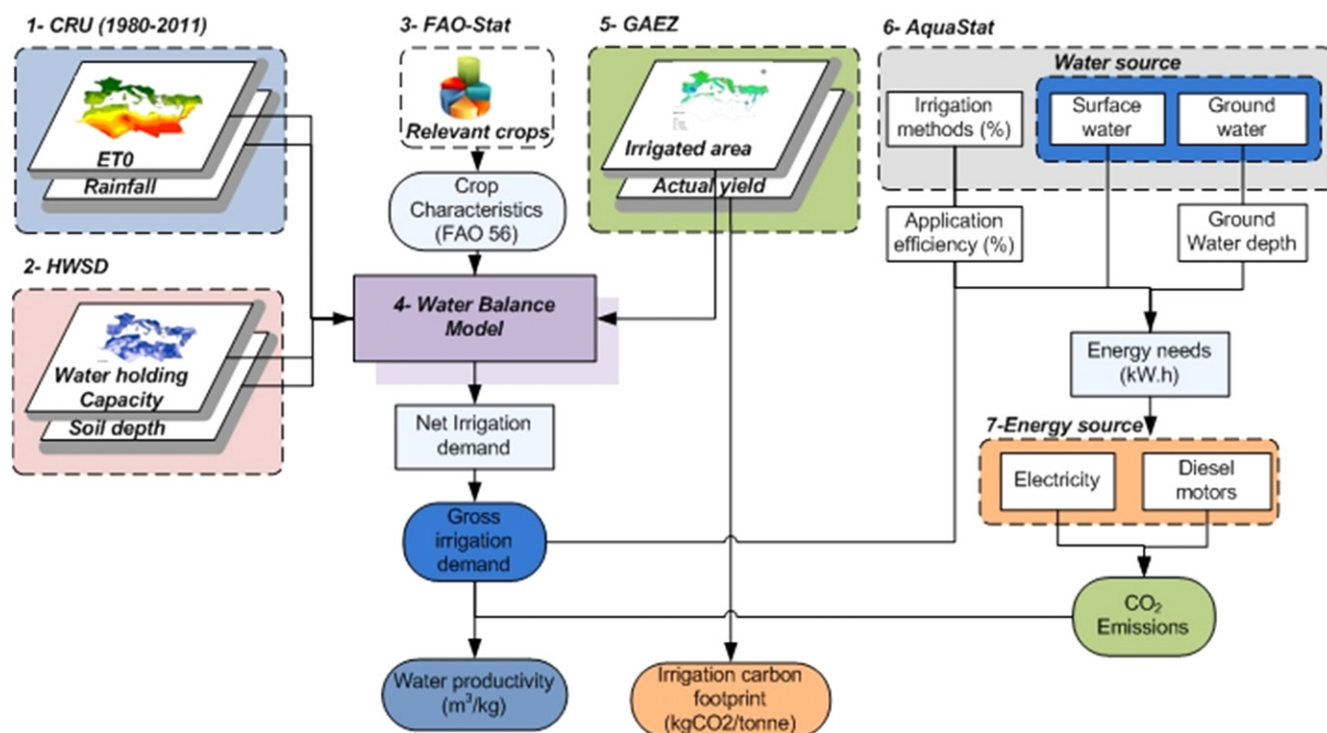 1- CRU (1980-2011)
ET0
Rainfall
2- HWSD
Water holding
Capacity
Soil depth
3- FAO-Stat
Relevant crops
Crop
Characteristics
(FAO 56)
4- Water Balance
Model
Net Irrigation
demand
Gross
irrigation
demand
Water productivity
(m³/kg)
5- GAEZ
Irrigated area
Actual yield
Irrigation carbon
footprint
(kgCO2/tonne)
6- AquaStat
Water source
Irrigation
methods (%)
Surface
water
Ground
water
Application
efficiency (%)
Ground
Water depth
Energy needs
(kW.h)
7-Energy source
Electricity
Diesel
motors
CO₂
Emissions